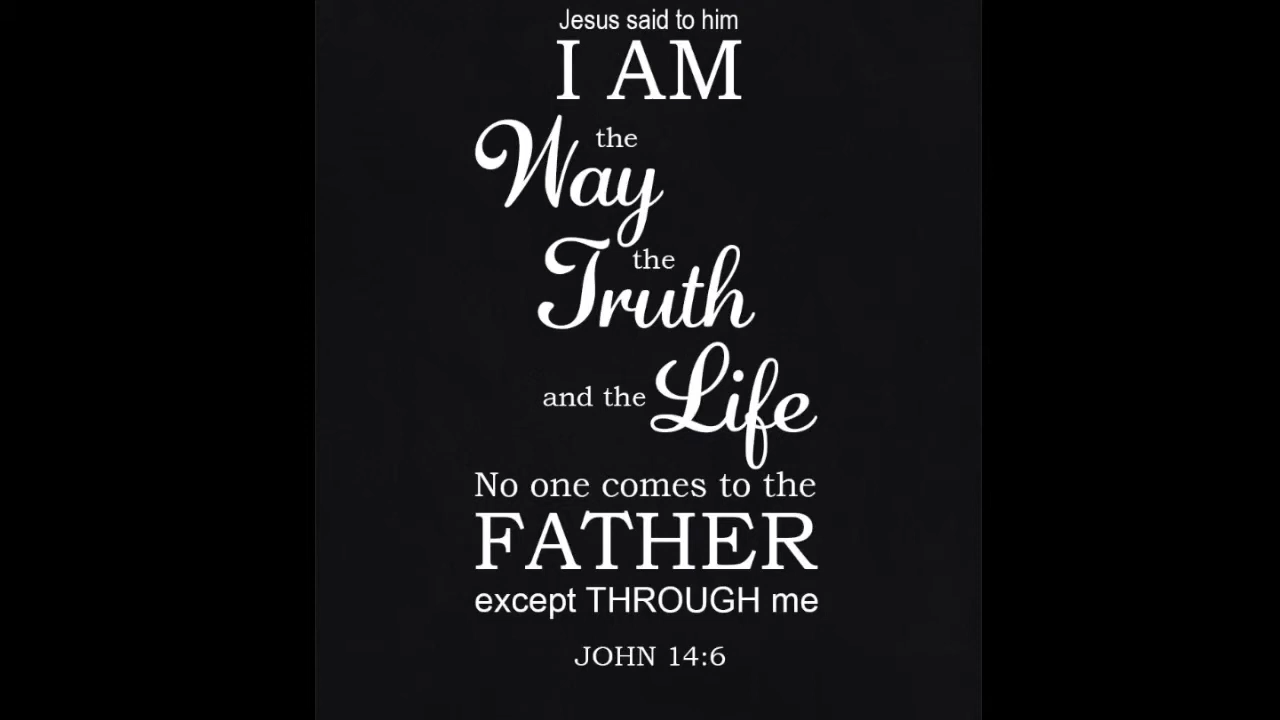 Jesus said to him
I AM
the
Way
the
Truth
and the Life
No one comes to the
FATHER
except THROUGH me
JOHN 14:6